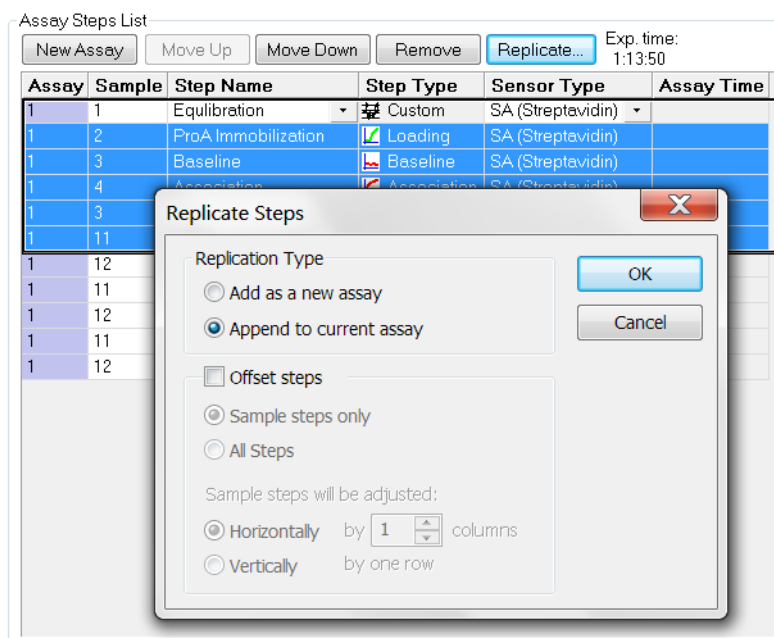 Assay Steps List
New Assay Move Up Move Down Remove Replicate... Exp. time:
1:13:50
Assay Sample Step Name Step Type Sensor Type Assay Time
1 1 Equlibration Custom SA (Streptavidin)
1 2 ProA Immobilization Loading SA (Streptavidin)
1 3 Baseline Baseline SA (Streptavidin)
1 4 Association Association SA (Streptavidin)
1 3
1 11
1 12
1 11
1 12
1 11
1 12
Replicate Steps
Replication Type
Add as a new assay
Append to current assay
OK
Cancel
Offset steps
Sample steps only
All Steps
Sample steps will be adjusted:
Horizontally by 1 columns
Vertically by one row